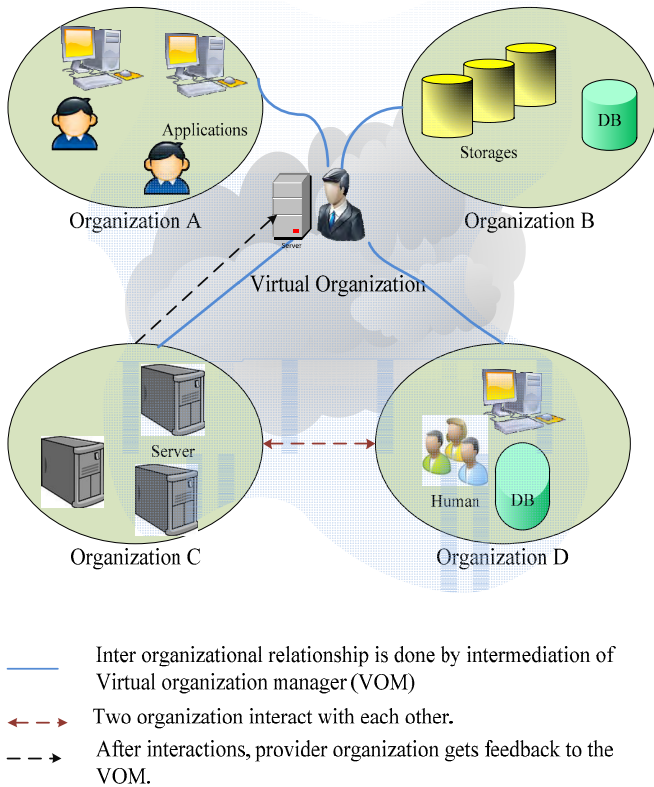 Applications
Organization A
Storages
DB
Organization B
Server
Virtual Organization
Server
Organization C
Human
DB
Organization D
Inter organizational relationship is done by intermediation of
Virtual organization manager (VOM)
Two organization interact with each other.
After interactions, provider organization gets feedback to the
VOM.